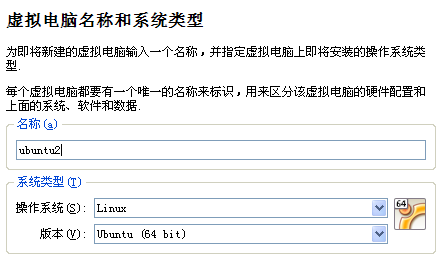 虚拟电脑名称和系统类型
为即将新建的虚拟电脑输入一个名称,并指定虚拟电脑上即将安装的操作系统类
型.
每个虚拟电脑都要有一个唯一的名称来标识,用来区分该虚拟电脑的硬件配置和
上面的系统、软件和数据.
名称(a)
ubuntu2
系统类型(T)
操作系统(S): Linux
64
版本(V): Ubuntu (64 bit)